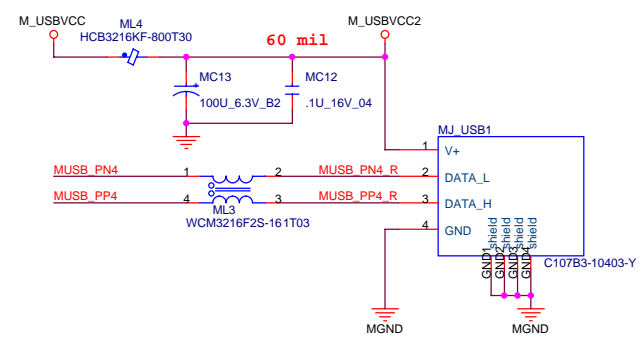 M_USBVCC
M_USBVCC2
ML4
HCB3216KF-800T30
60 mil
MC13
100U_6.3V_B2
MC12
.1U_16V_04
MJ_USB1
1
V+
MUSB_PN4
1
2
MUSB_PN4_R
2
DATA_L
MUSB_PP4
4
3
MUSB_PP4_R
3
DATA_H
ML3
WCM3216F2S-161T03
4
GND
shield
shield
shield
shield
GND1
GND2
GND3
GND4
C107B3-10403-Y
MGND
MGND